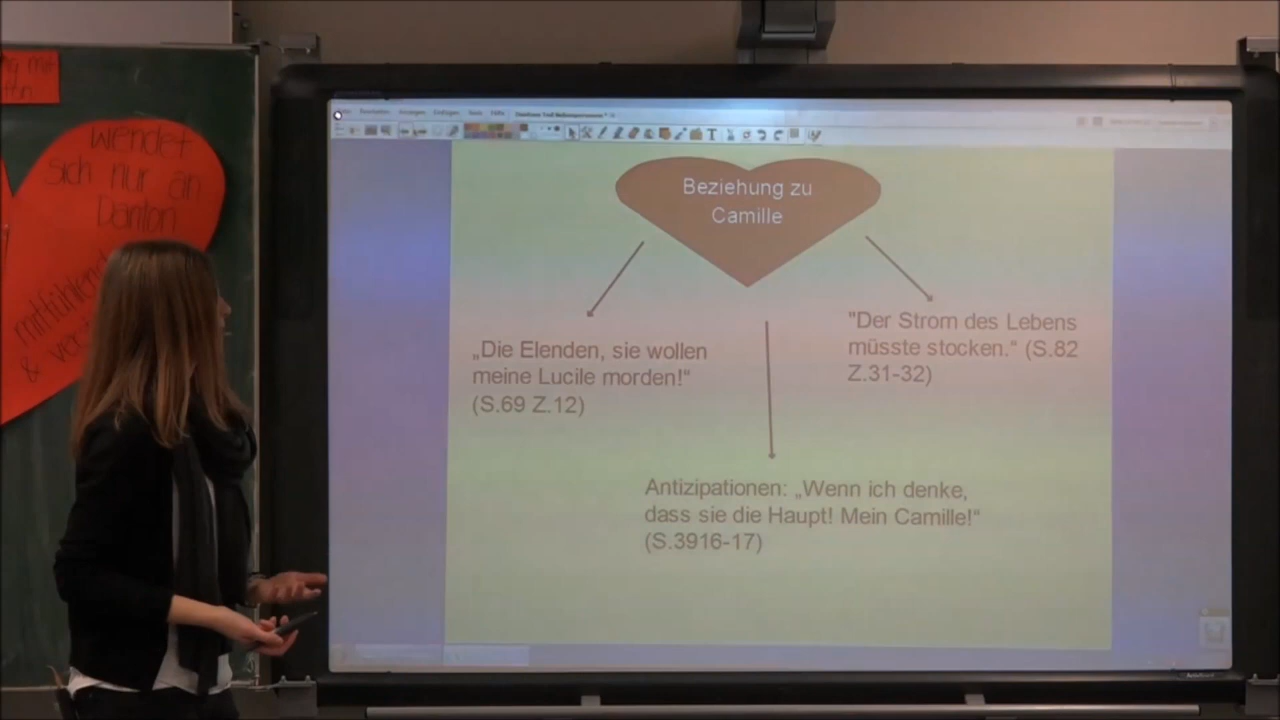 wendet
sich nur an
Danton
mitfühlend
&
Beziehung zu
Camille
„Die Elenden, sie wollen
meine Lucile morden!“
(S.69 Z.12)
"Der Strom des Lebens
müsste stocken.“ (S.82
Z.31-32)
Antizipationen: „Wenn ich denke,
dass sie die Haupt! Mein Camille!“
(S.3916-17)